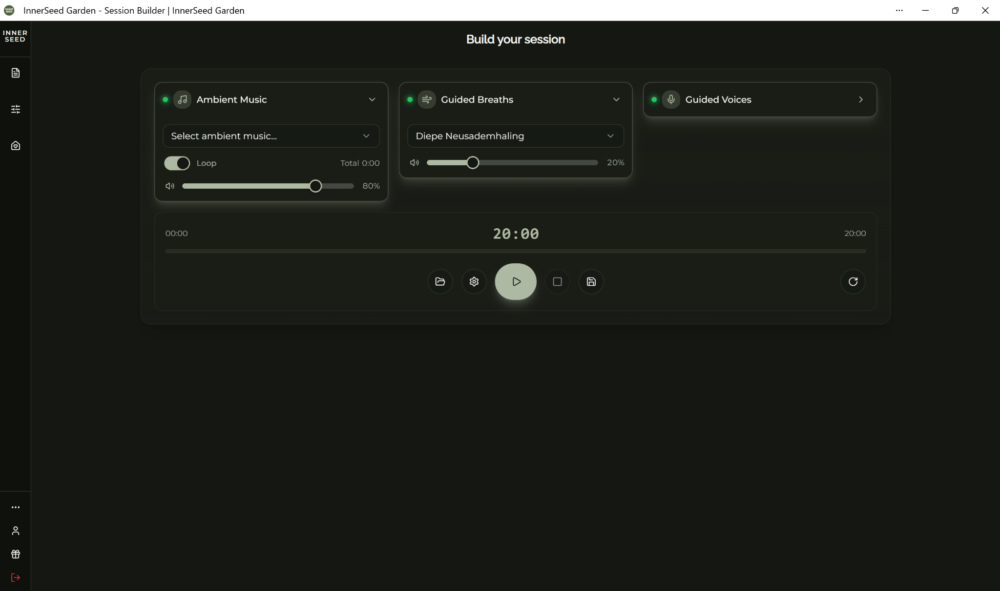 InnerSeed Garden - Session Builder | InnerSeed Garden
INNER
SEED
Build your session
Ambient Music
Guided Breaths
Guided Voices
Select ambient music...
Diepe Neusademhaling
Loop
Total 0:00
20%
80%
00:00
20:00
20:00